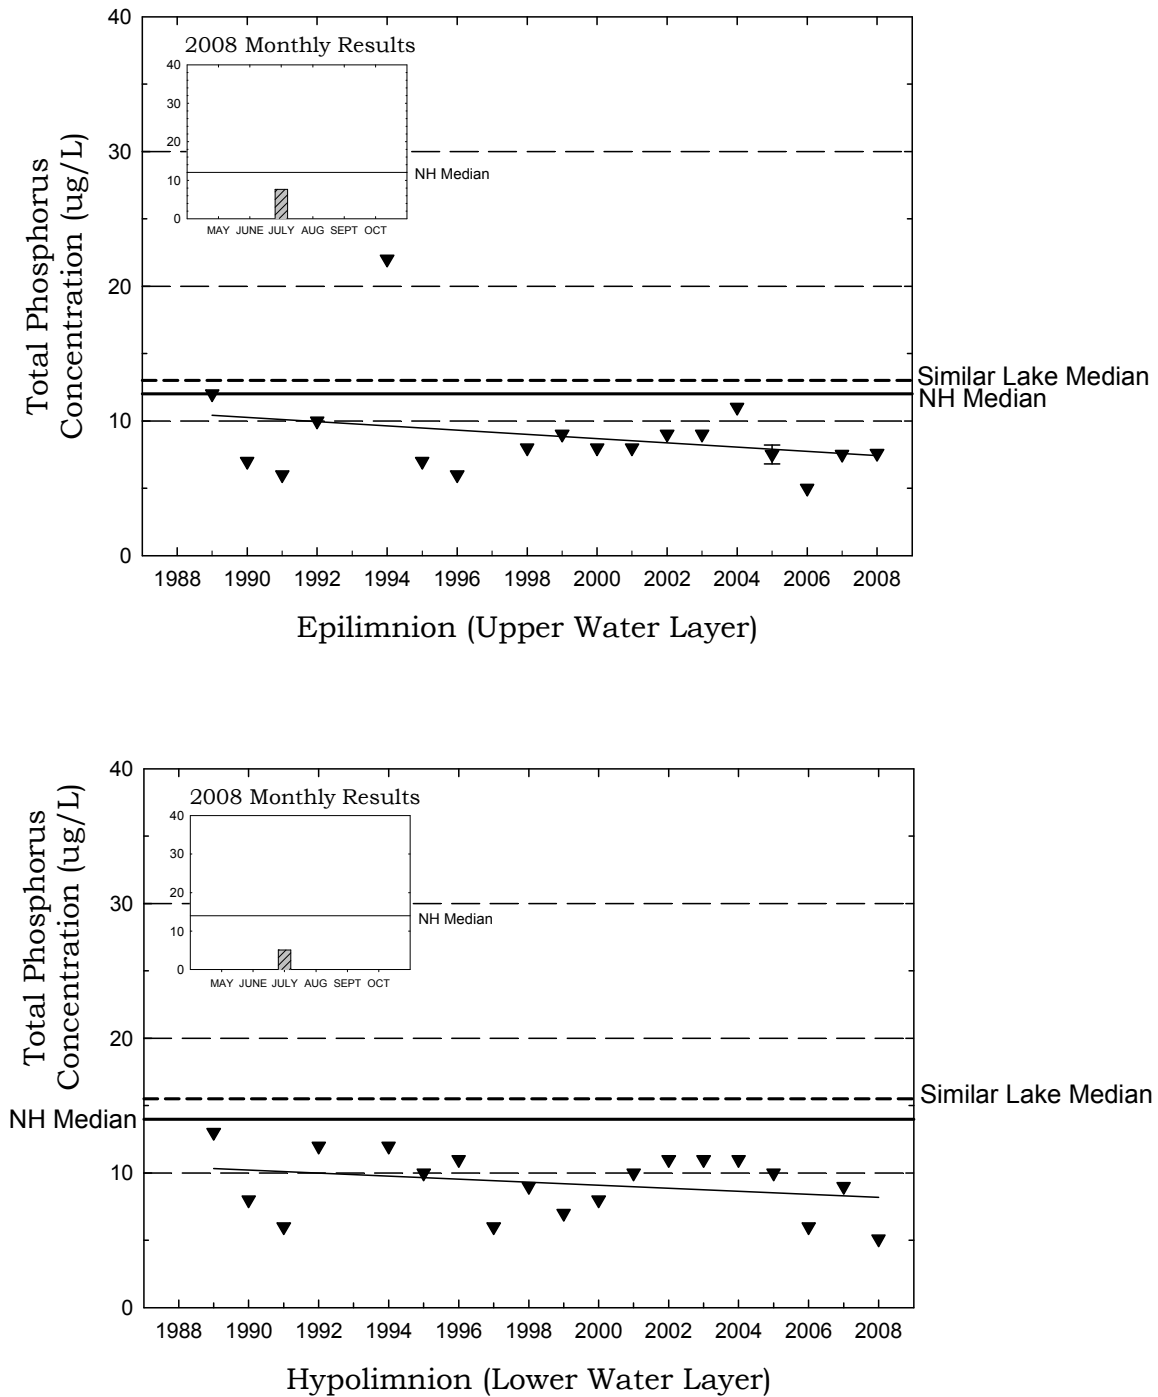 40
30
20
10
0
Total Phosphorus
Concentration (ug/L)
2008 Monthly Results
40
30
20
10
0
NH Median
MAY JUNE JULY AUG SEPT OCT
Similar Lake Median
NH Median
1988 1990 1992 1994 1996 1998 2000 2002 2004 2006 2008
Epilimnion (Upper Water Layer)
40
30
20
10
0
Total Phosphorus
Concentration (ug/L)
2008 Monthly Results
40
30
20
10
0
NH Median
MAY JUNE JULY AUG SEPT OCT
Similar Lake Median
NH Median
1988 1990 1992 1994 1996 1998 2000 2002 2004 2006 2008
Hypolimnion (Lower Water Layer)